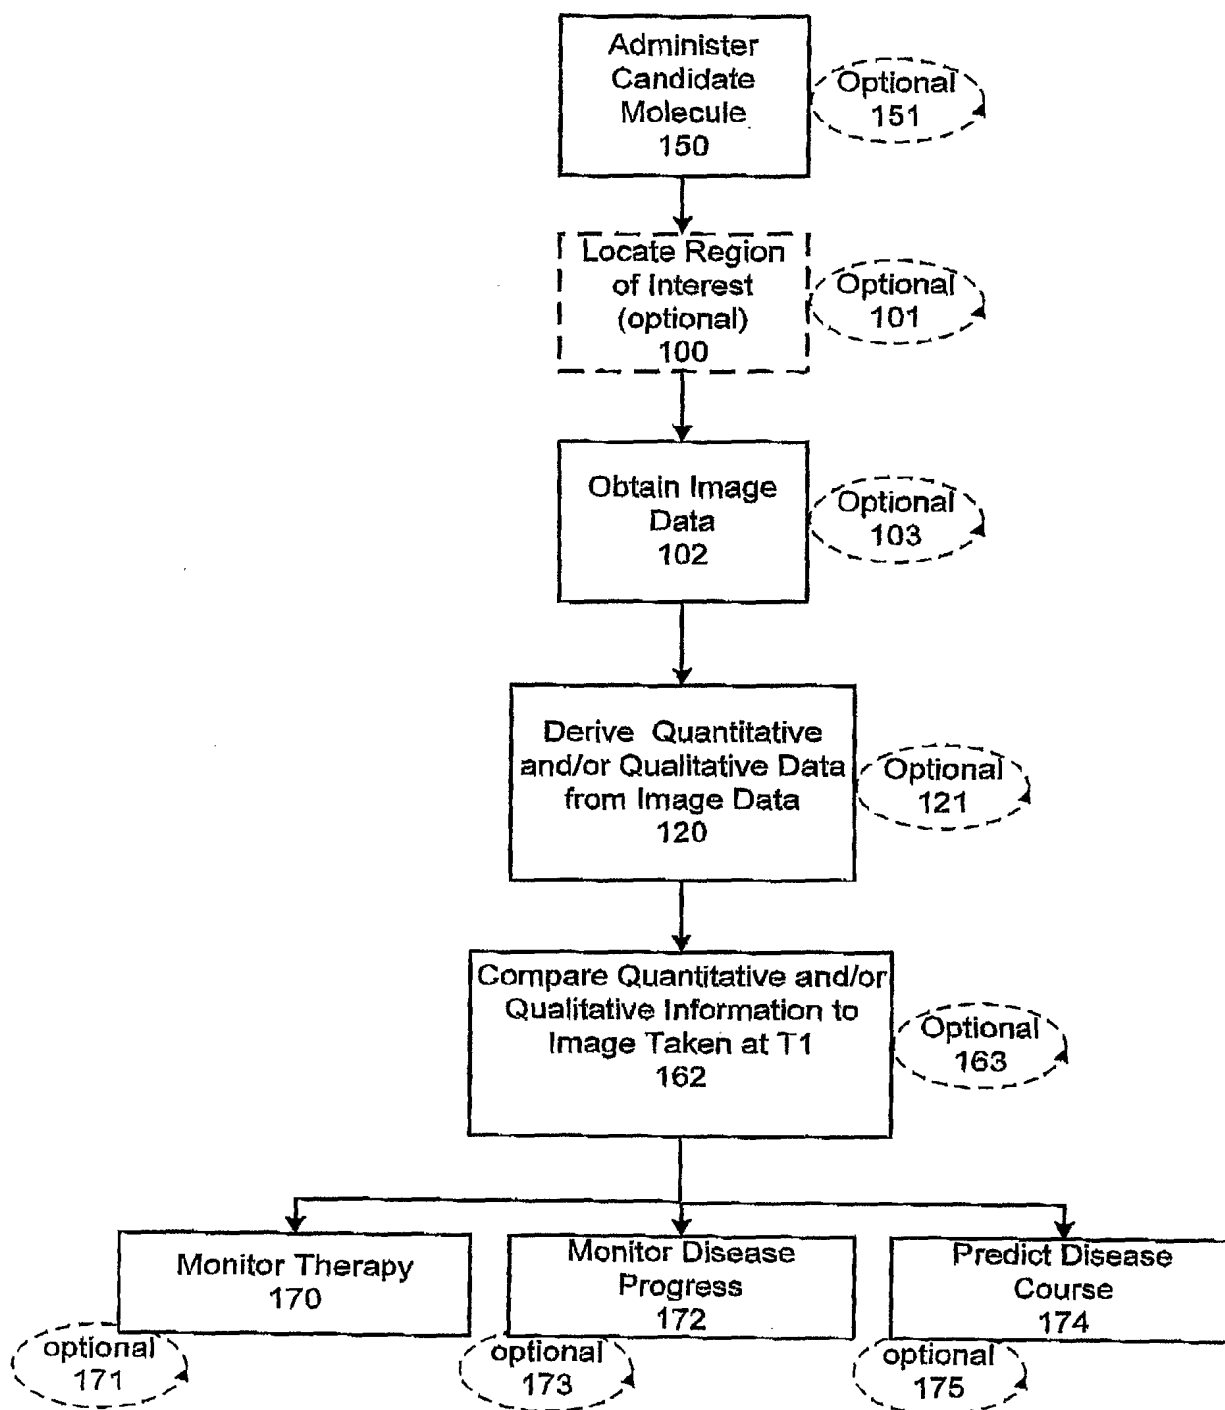 Administer
Candidate
Molecule
150
Optional
151
Locate Region
of Interest
(optional)
100
Optional
101
Obtain Image
Data
102
Optional
103
Derive Quantitative
and/or Qualitative Data
from Image Data
120
Optional
121
Compare Quantitative and/or
Qualitative Information to
Image Taken at T1
162
Optional
163
Monitor Therapy
170
optional
171
Monitor Disease
Progress
172
optional
173
Predict Disease
Course
174
optional
175